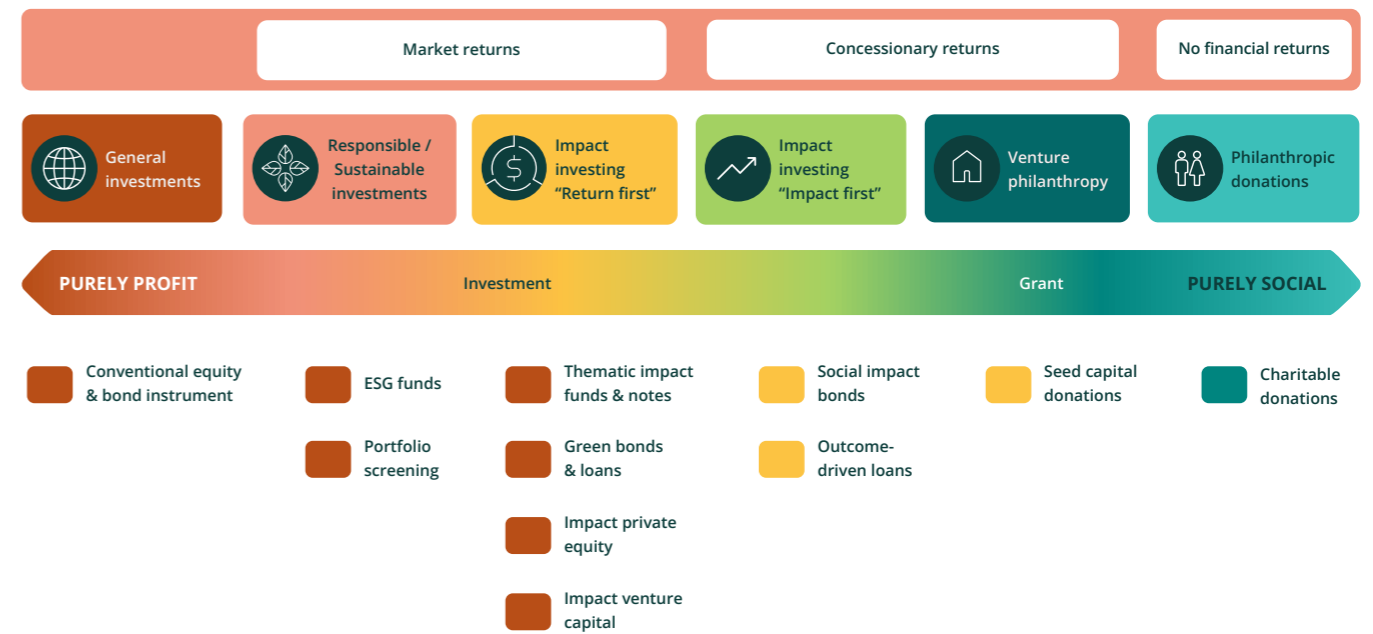 Market returns
Concessionary returns
No financial returns
General
investments
Responsible /
Sustainable
investments
Impact
investing
“Return first”
Impact
investing
“Impact first”
Venture
philanthropy
Philanthropic
donations
PURELY PROFIT
Investment
Grant
PURELY SOCIAL
Conventional equity
& bond instrument
ESG funds
Portfolio
screening
Thematic impact
funds & notes
Green bonds
& loans
Impact private
equity
Impact venture
capital
Social impact
bonds
Outcome-
driven loans
Seed capital
donations
Charitable
donations